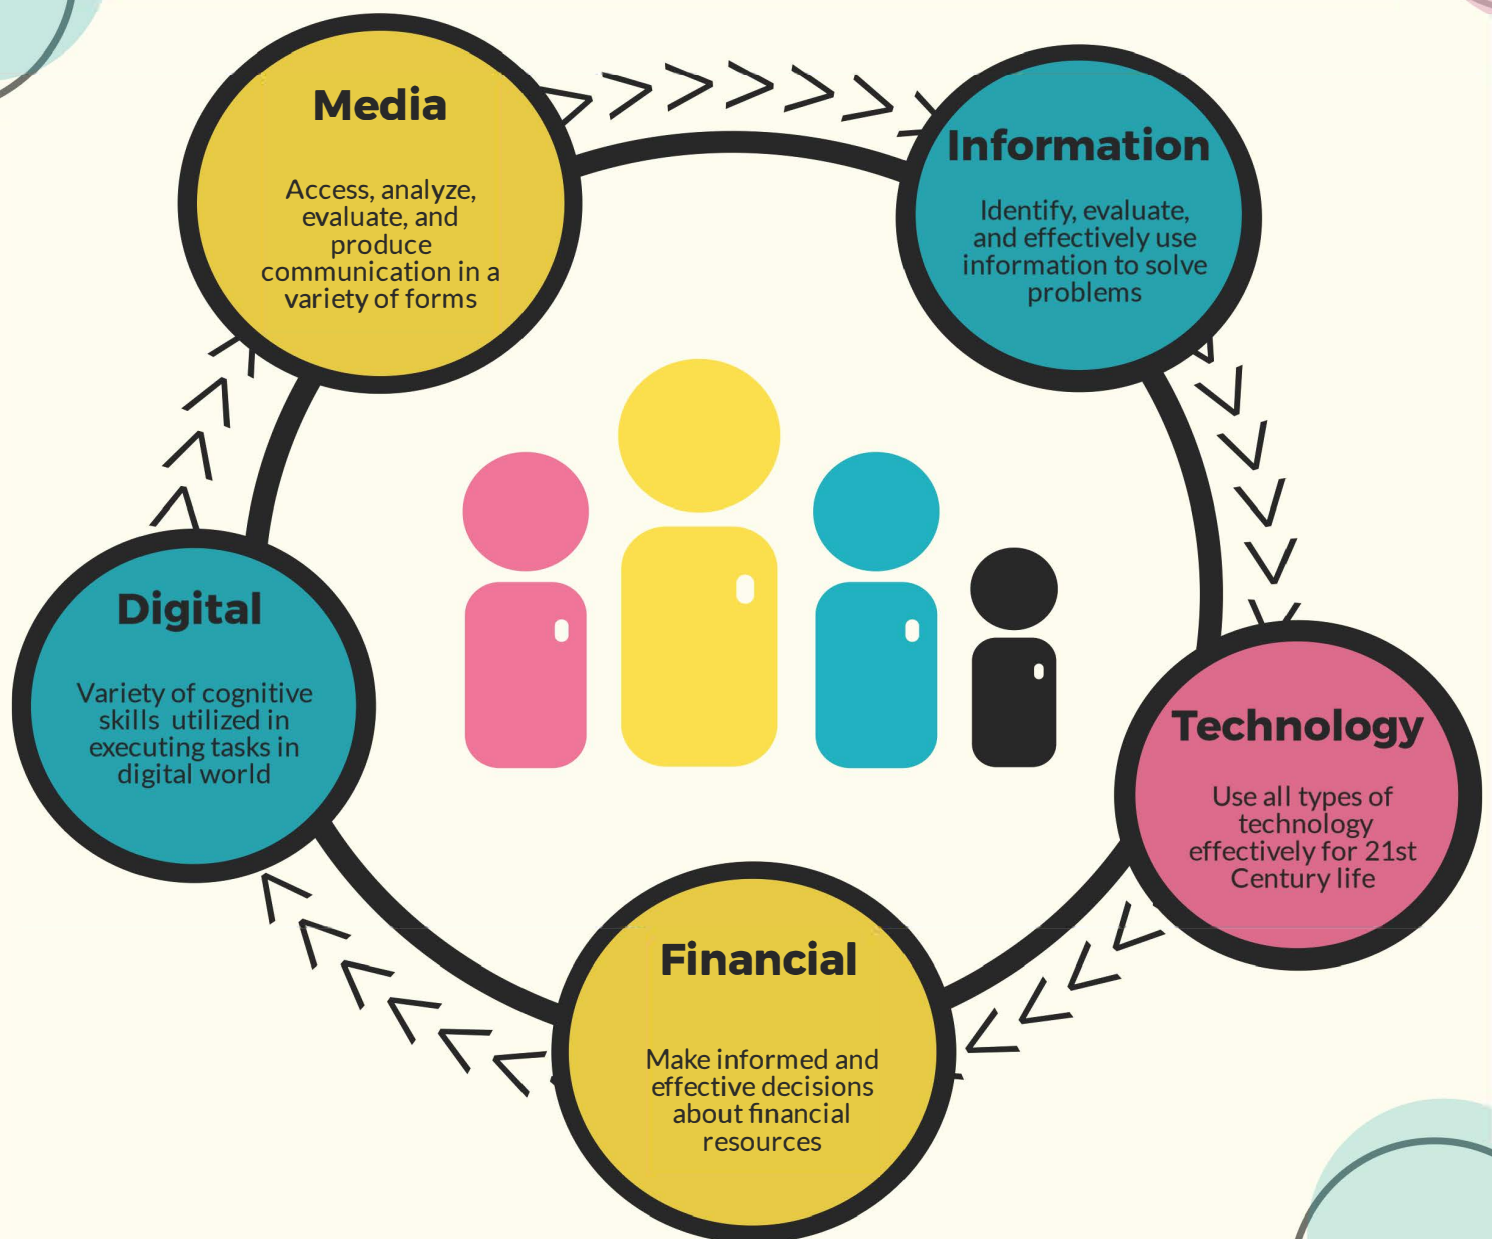 Media
Access, analyze,
evaluate, and
produce
communication in a
variety of forms
Information
Identify, evaluate,
and effectively use
information to solve
problems
Technology
Use all types of
technology
effectively for 21st
Century life
Financial
Make informed and
effective decisions
about financial
resources
Digital
Variety of cognitive
skills utilized in
executing tasks in
digital world